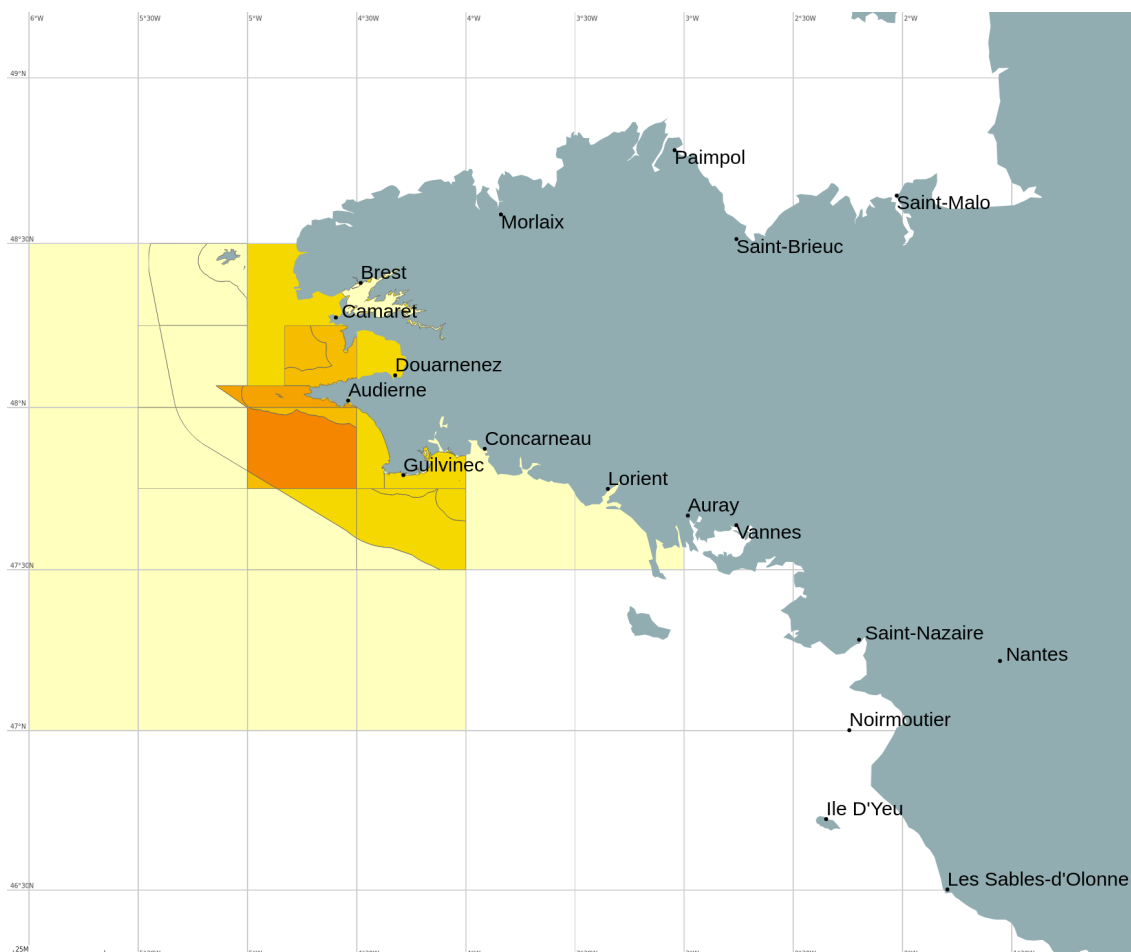 6°W 5°30'W 5°W 4°30'W 4°W 3°30'W 3°W 2°30'W 2°W
49°N
Paimpol
Saint-Malo
Morlaix
48°30'N
Saint-Brieuc
Brest
Camaret
Douarnenez
Audierne
48°N
Concarneau
Guilvinec
Lorient
Auray
Vannes
47°30'N
Saint-Nazaire
Nantes
Noirmoutier
47°N
Ile D'Yeu
Les Sables-d'Olonne
46°30'N